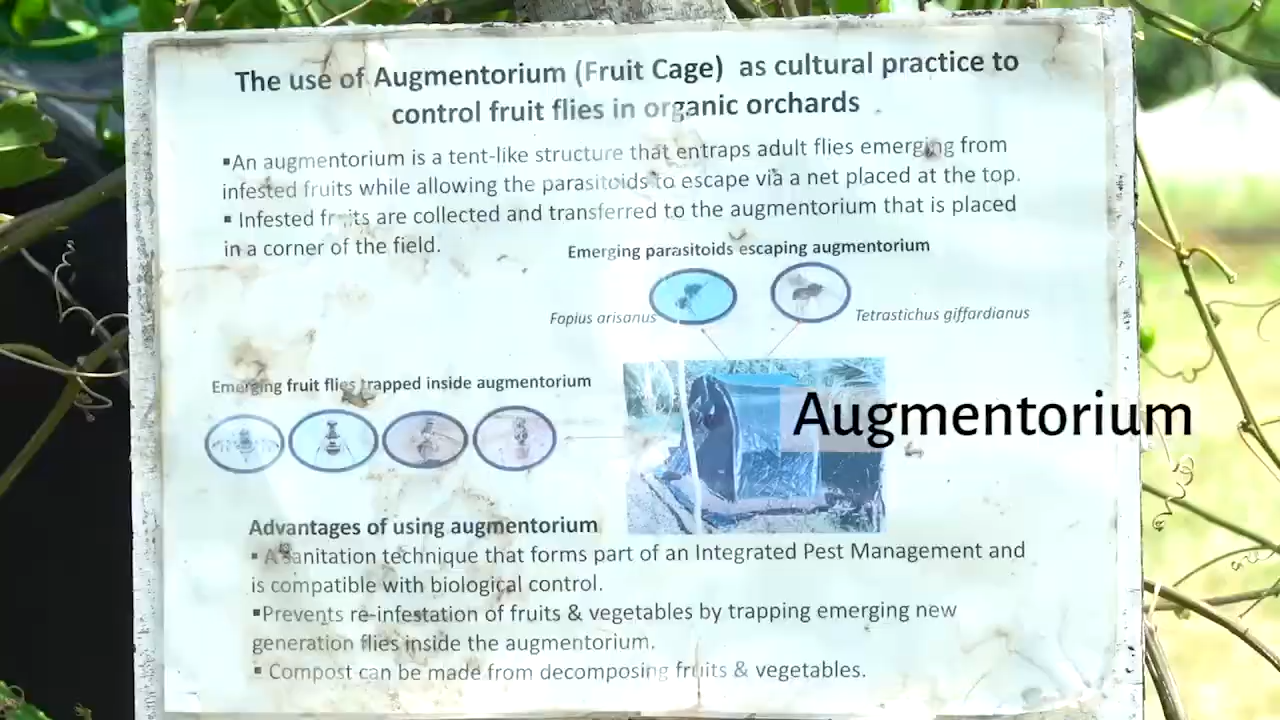 The use of Augmentorium (Fruit Cage) as cultural practice to
control fruit flies in organic orchards
▪An augmentorium is a tent-like structure that entraps adult flies emerging from
infested fruits while allowing the parasitoids to escape via a net placed at the top.
▪ Infested fruits are collected and transferred to the augmentorium that is placed
in a corner of the field.
Emerging parasitoids escaping augmentorium
Fopius arisanus
Tetrastichus giffardianus
Emerging fruit flies trapped inside augmentorium
Augmentorium
Advantages of using augmentorium
▪ A sanitation technique that forms part of an Integrated Pest Management and
is compatible with biological control.
▪Prevents re-infestation of fruits & vegetables by trapping emerging new
generation flies inside the augmentorium.
▪ Compost can be made from decomposing fruits & vegetables.